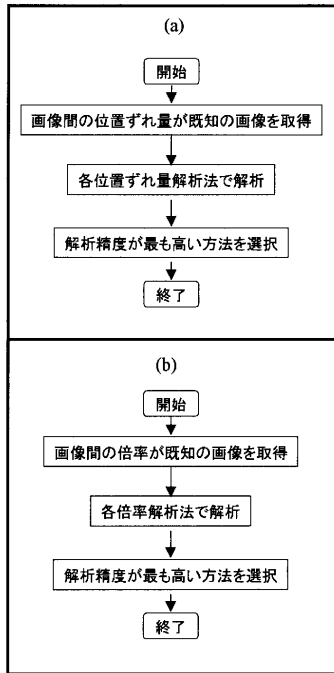 (a)
開始
画像間の位置ずれ量が既知の画像を取得
各位置ずれ量解析法で解析
解析精度が最も高い方法を選択
終了
(b)
開始
画像間の倍率が既知の画像を取得
各倍率解析法で解析
解析精度が最も高い方法を選択
終了